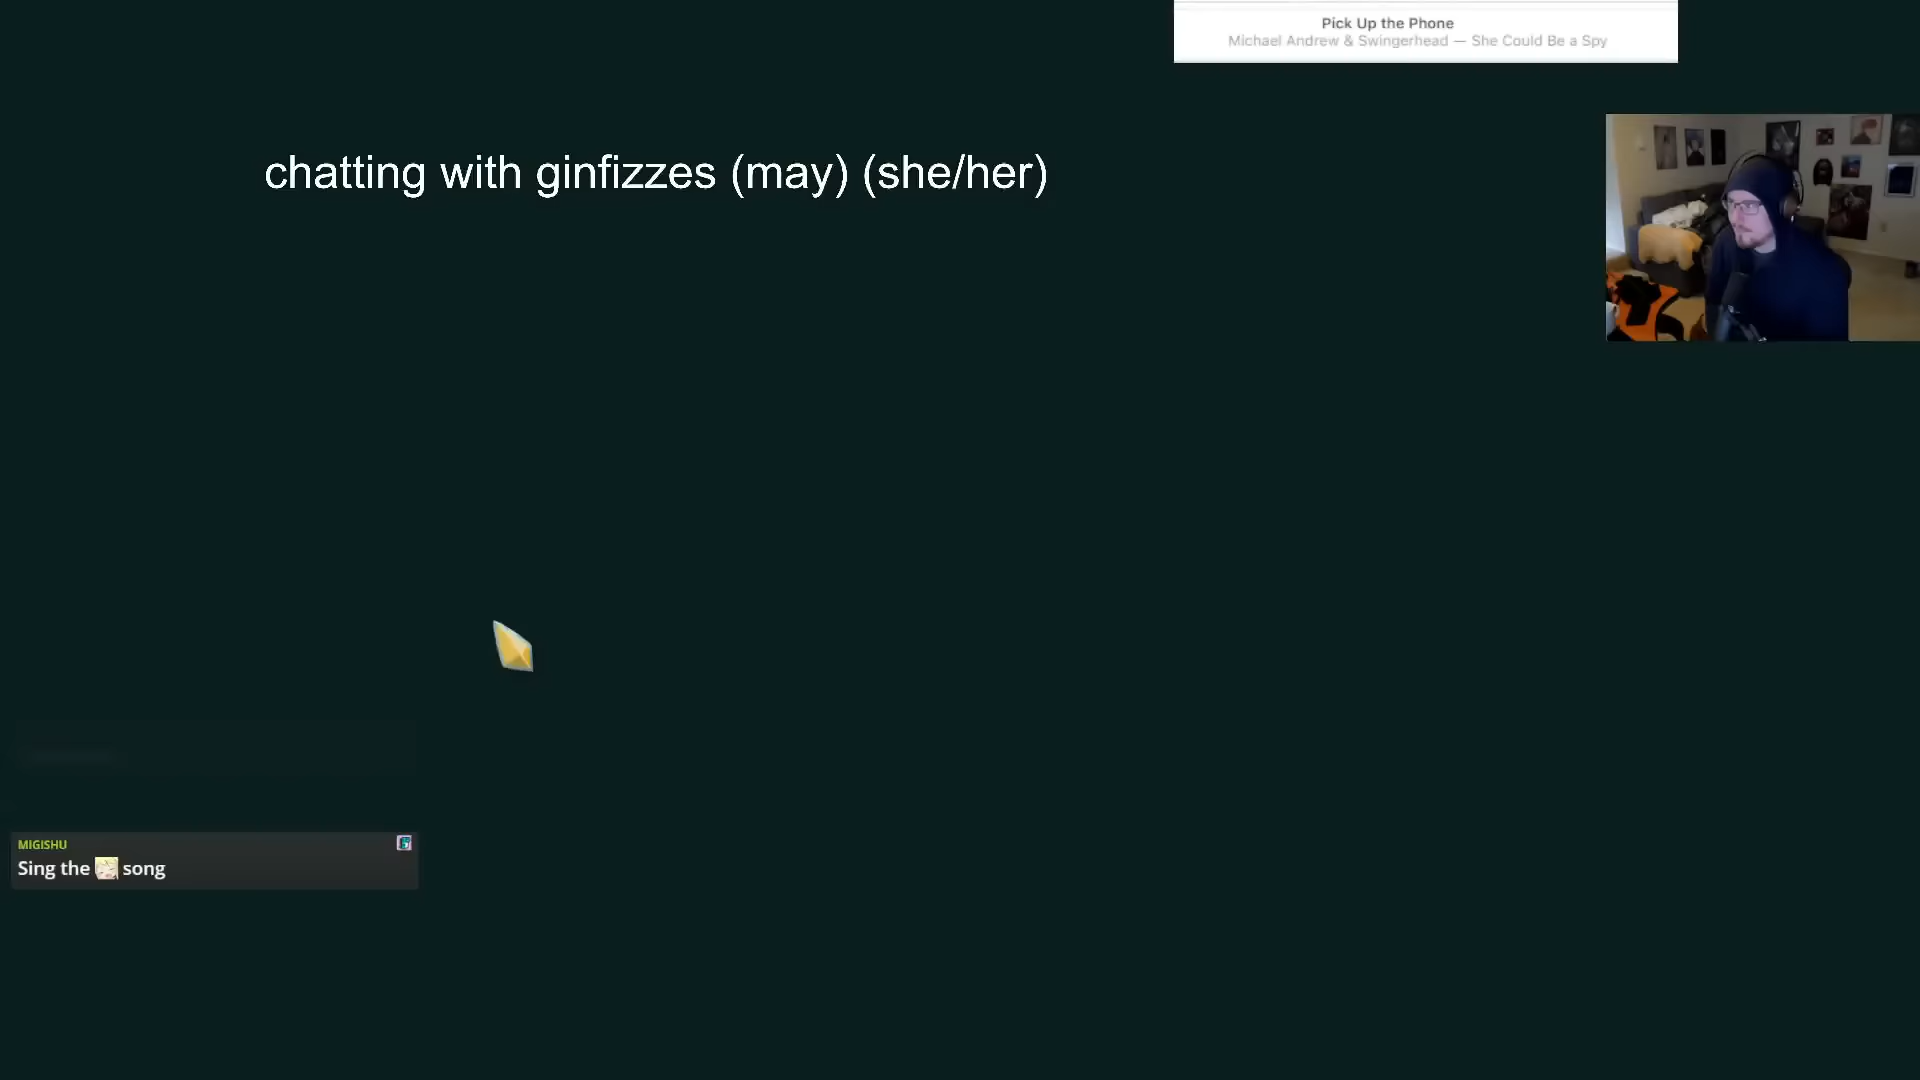 Pick Up the Phone
Michael Andrew & Swingerhead — She Could Be a Spy
chatting with ginfizzes (may) (she/her)
MIGISHU
Sing the song